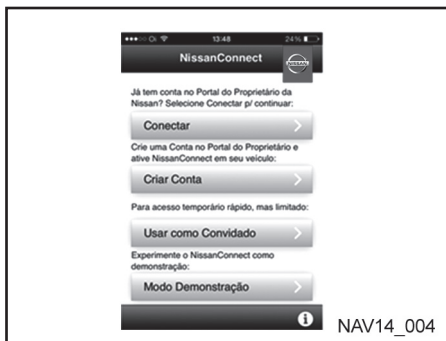 Oi 13:48 24%
NissanConnect
NISSAN
Já tem conta no Portal do Proprietário da
Nissan? Selecione Conectar p/ continuar:
Conectar
Crie uma Conta no Portal do Proprietário e
ative NissanConnect em seu veículo:
Criar Conta
Para acesso temporário rápido, mas limitado:
Usar como Convidado
Experimente o NissanConnect como
demonstração:
Modo Demonstração
i
NAV14_004